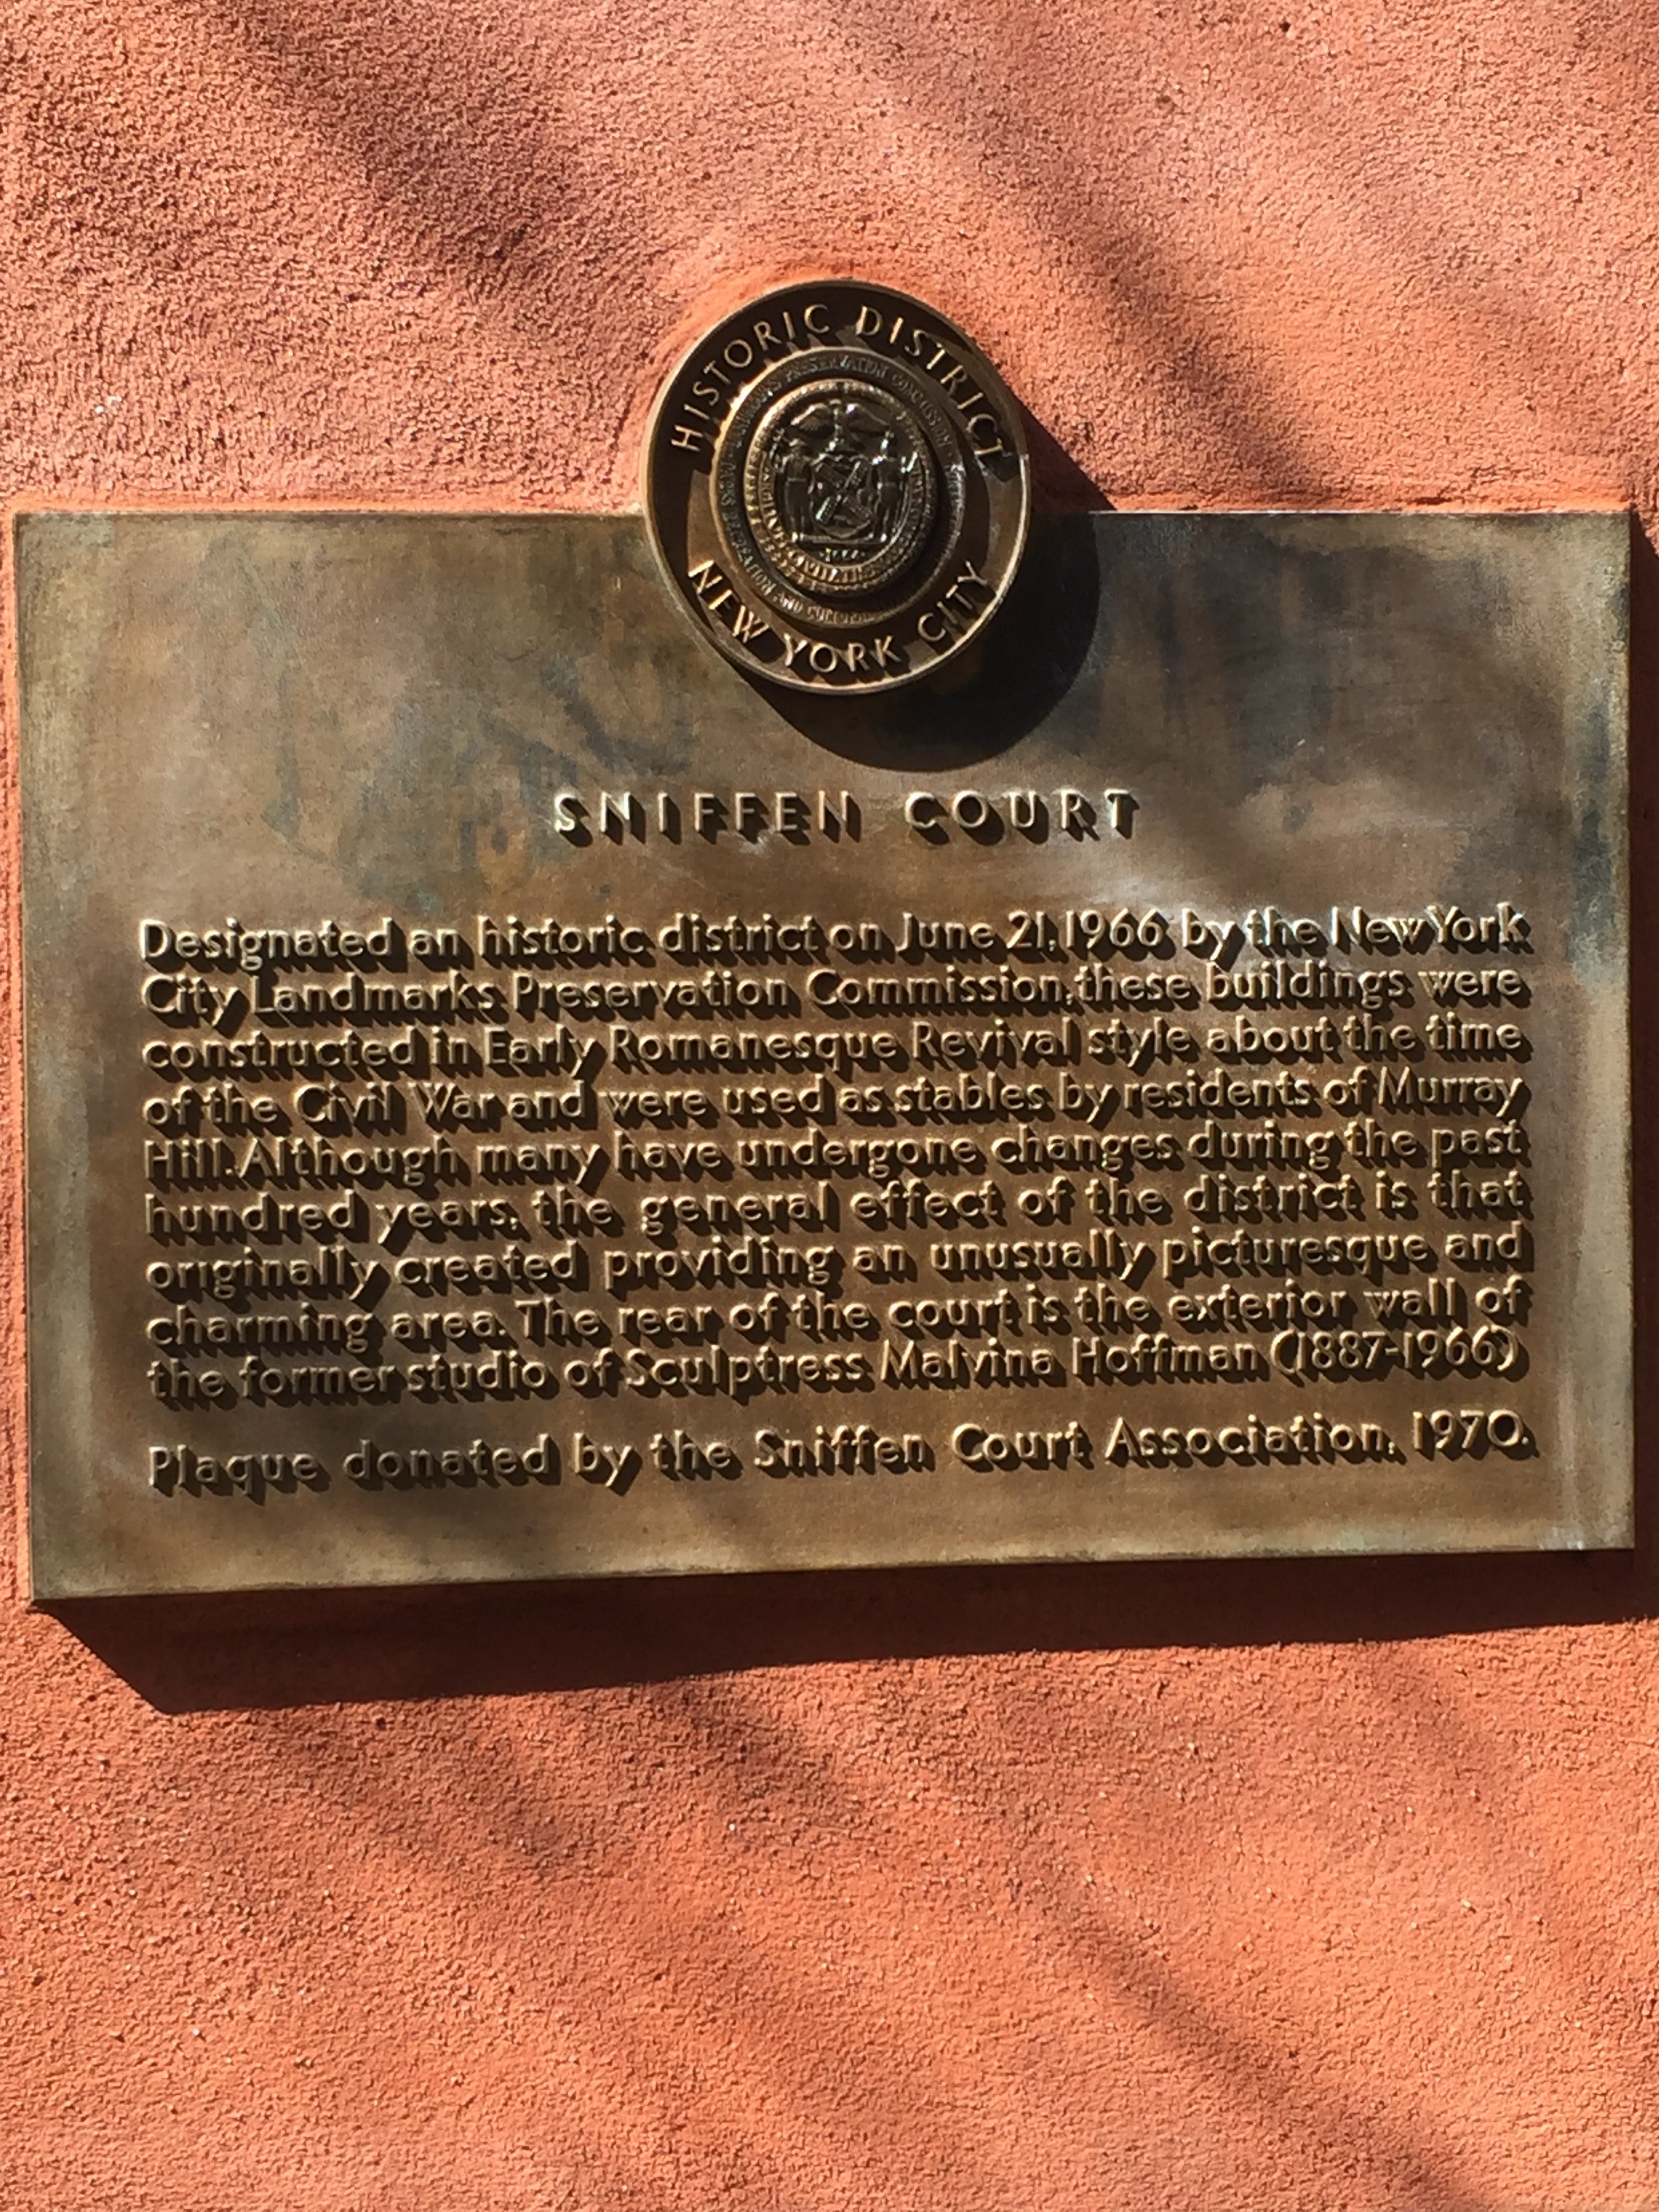 HISTORIC DISTRICT
NEW YORK CITY
SNIFFEN COURT
Designated an historic district on June 21, 1966 by the New York
City Landmarks Preservation Commission, these buildings were
constructed in Early Romanesque Revival style about the time
of the Civil War and were used as stables by residents of Murray
Hill. Although many have undergone changes during the past
hundred years, the general effect of the district is that
originally created providing an unusually picturesque and
charming area. The rear of the court is the exterior wall of
the former studio of Sculptress Malvina Hoffman (1887-1966)
Plaque donated by the Sniffen Court Association, 1970.